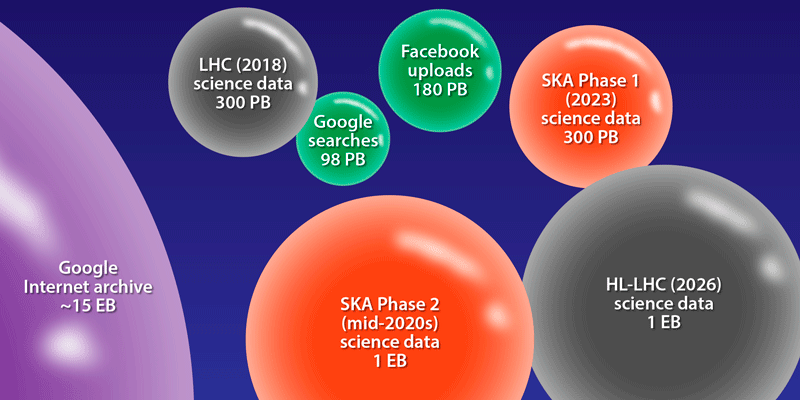 LHC (2018)
science data
300 PB
Google
searches
98 PB
Facebook
uploads
180 PB
SKA Phase 1
(2023)
science data
300 PB
Google
Internet archive
~15 EB
SKA Phase 2
(mid-2020s)
science data
1 EB
HL-LHC (2026)
science data
1 EB